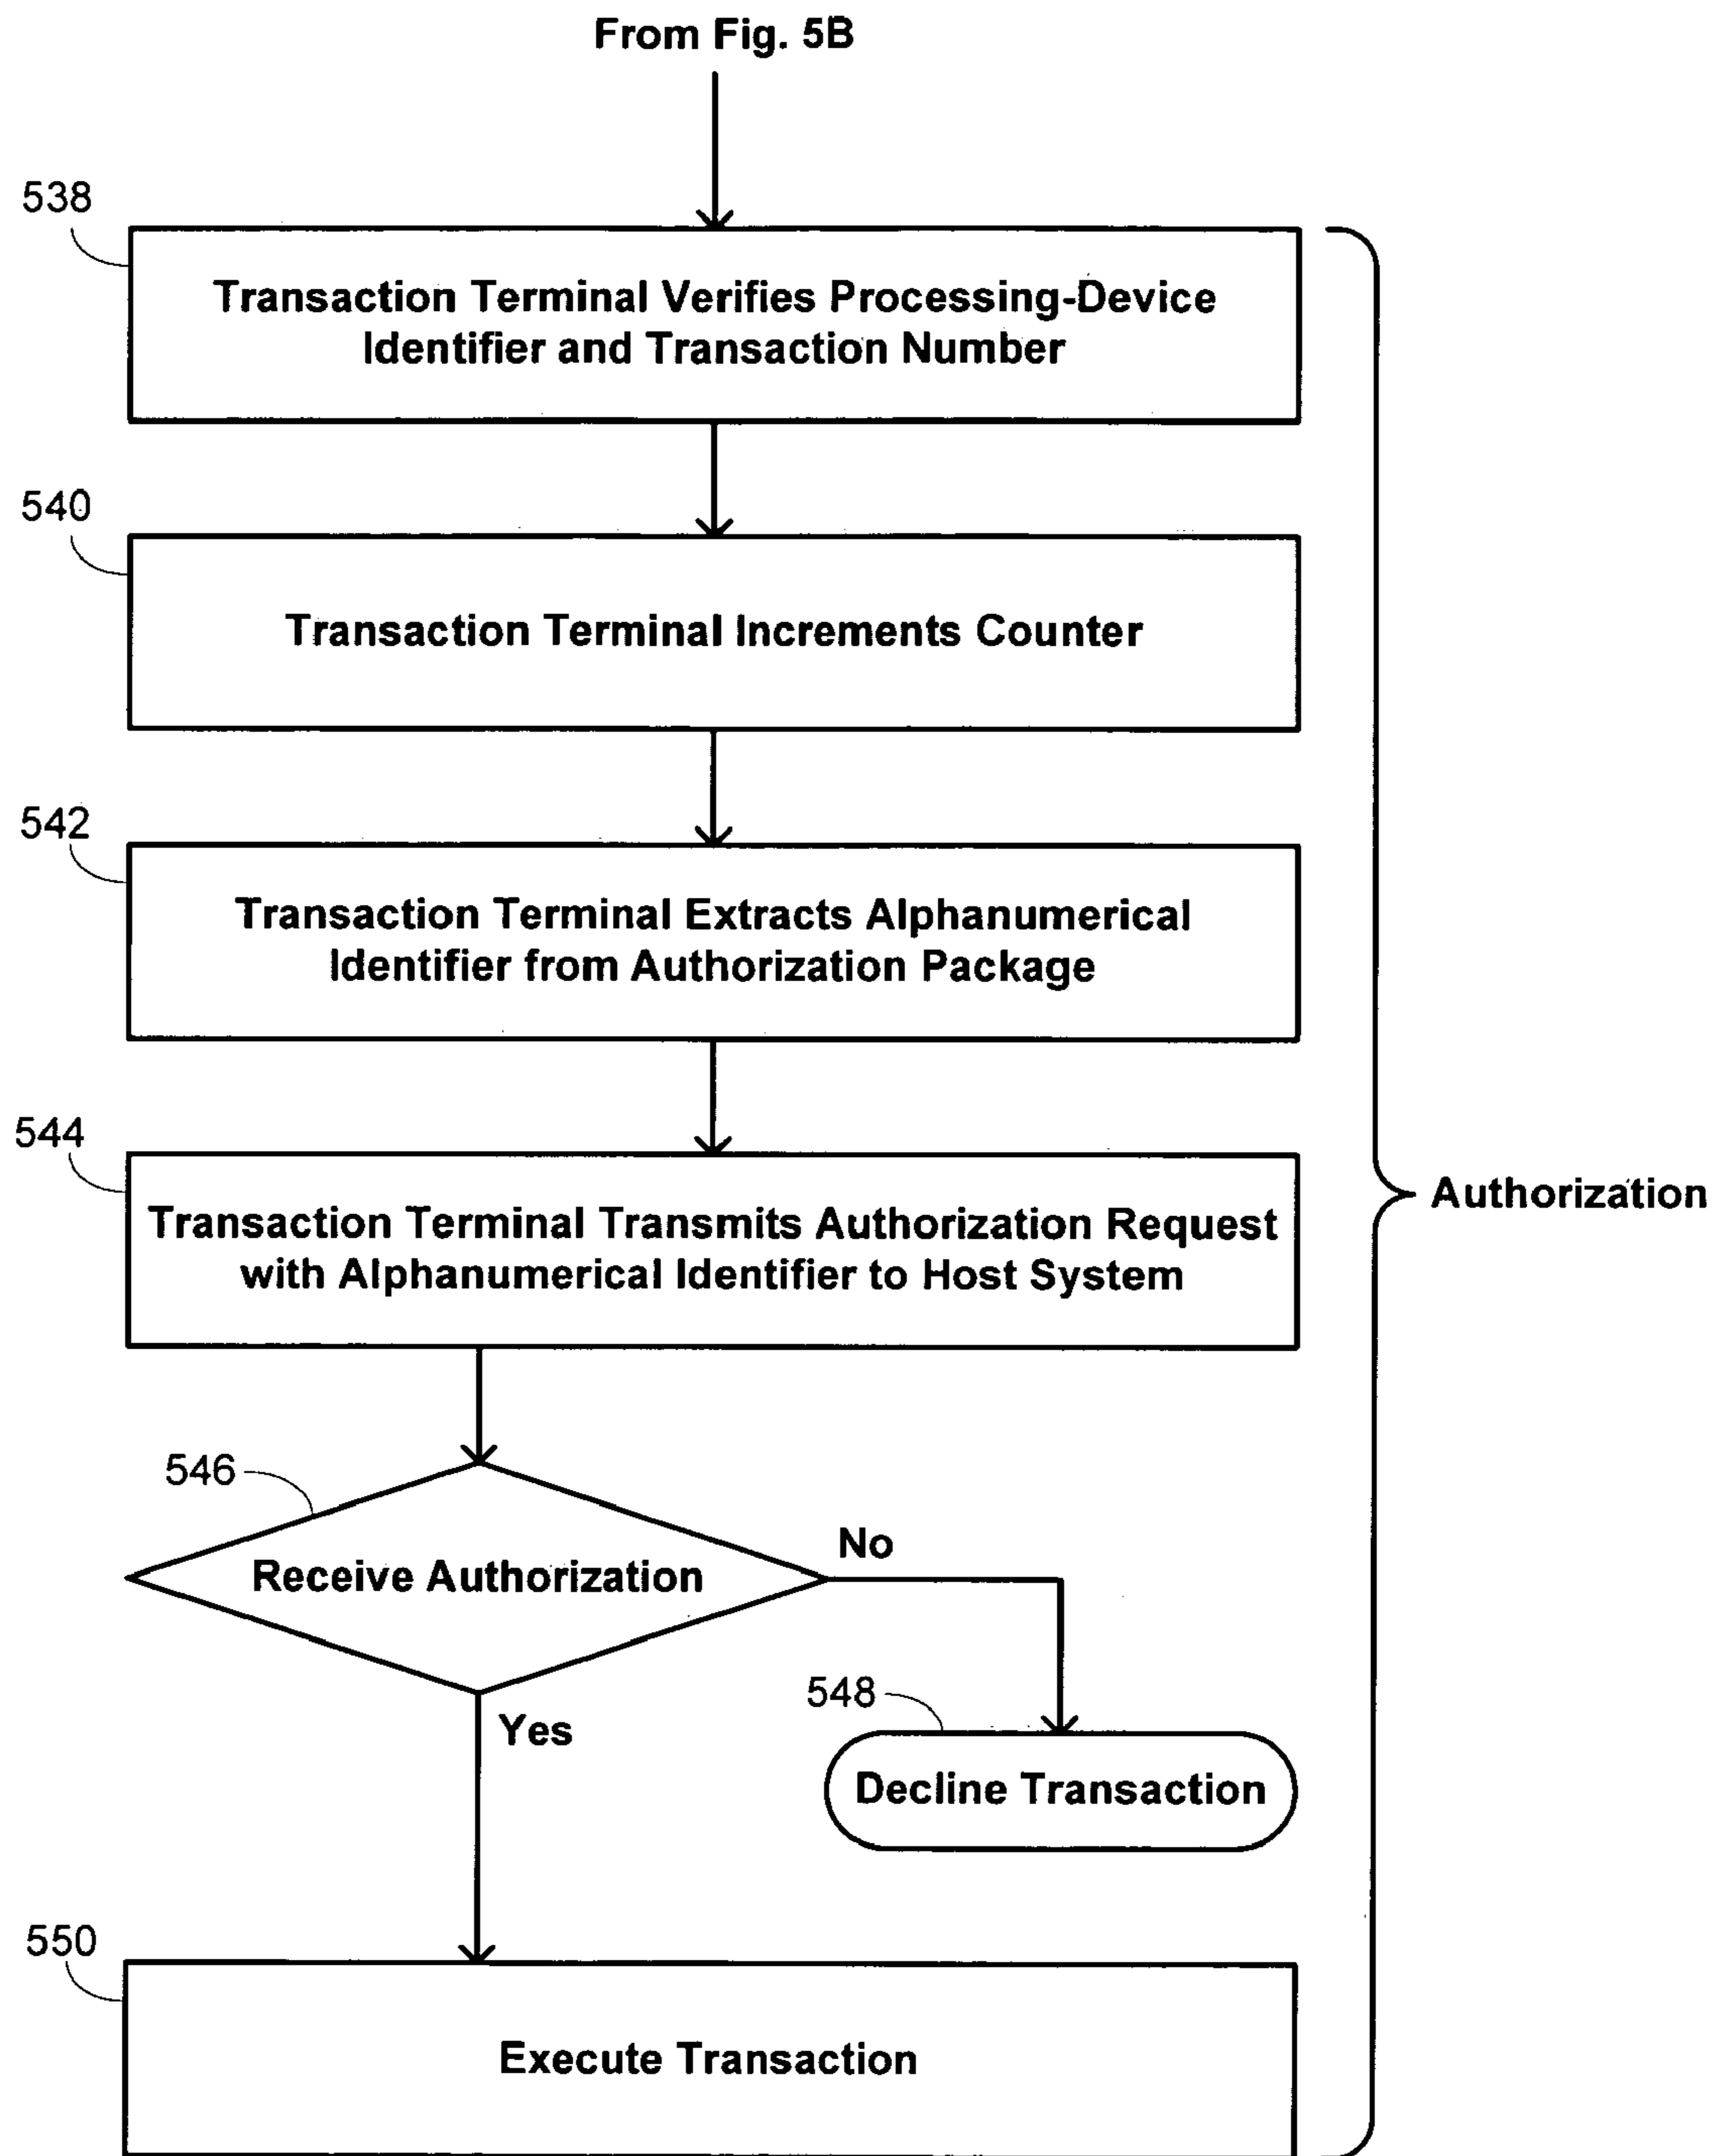 From Fig. 5B
538
Transaction Terminal Verifies Processing-Device
Identifier and Transaction Number
540
Transaction Terminal Increments Counter
542
Transaction Terminal Extracts Alphanumerical
Identifier from Authorization Package
544
Transaction Terminal Transmits Authorization Request
with Alphanumerical Identifier to Host System
Authorization
546
Receive Authorization
No
Yes
548
Decline Transaction
550
Execute Transaction